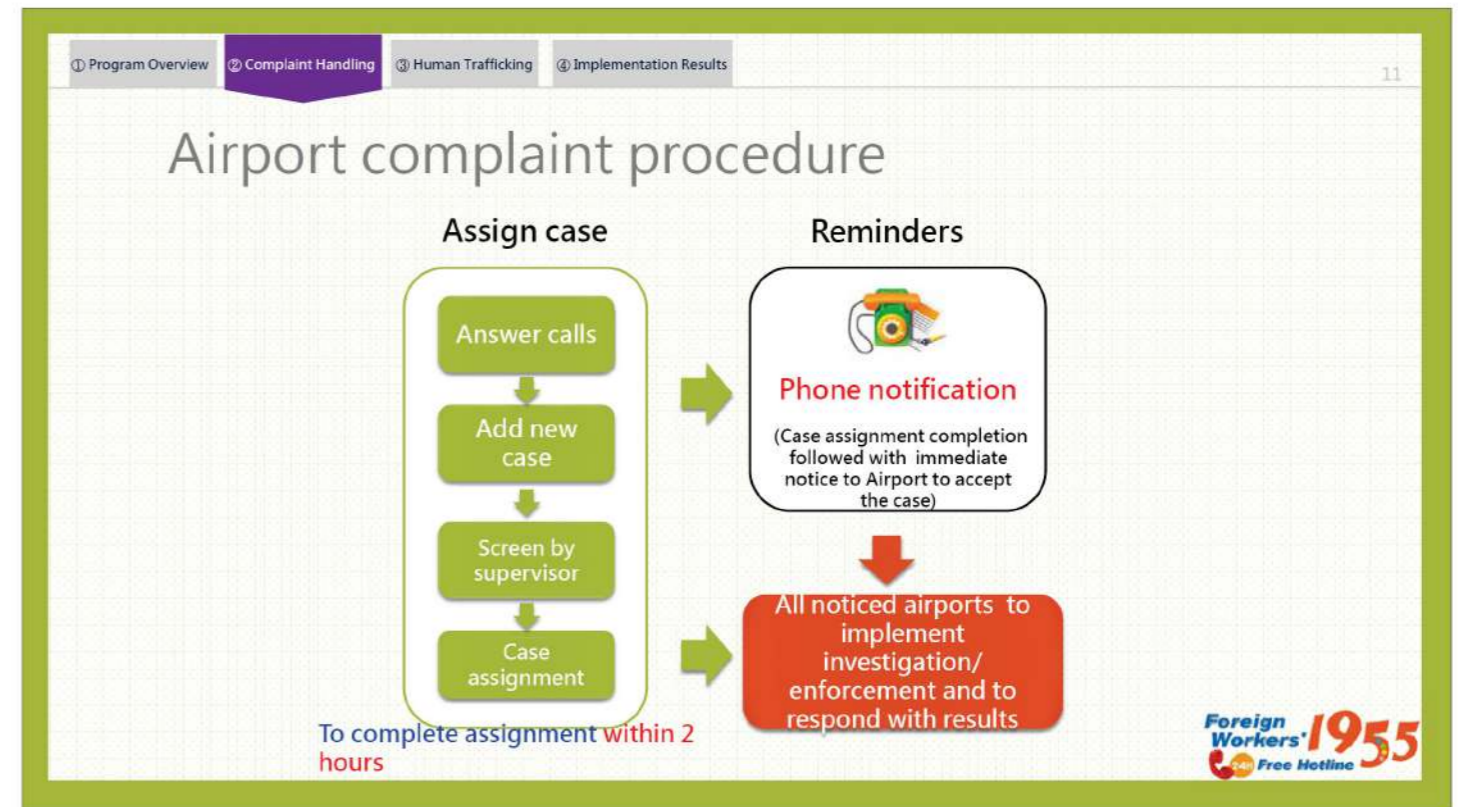 ① Program Overview
② Complaint Handling
③ Human Trafficking
④ Implementation Results
11
Airport complaint procedure
Assign case
Answer calls
Add new
case
Screen by
supervisor
Case
assignment
To complete assignment within 2
hours
Reminders
Phone notification
(Case assignment completion
followed with immediate
notice to Airport to accept
the case)
All noticed airports to
implement
investigation/
enforcement and to
respond with results
Foreign
Workers' 1955
24H Free Hotline